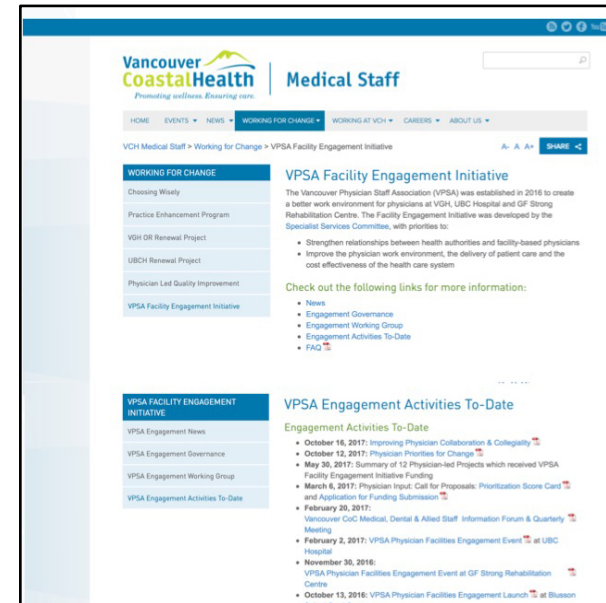 Vancouver
CoastalHealth
Promoting wellness. Ensuring care.
Medical Staff
HOME EVENTS NEWS WORKING FOR CHANGE WORKING AT VCH CAREERS ABOUT US
VCH Medical Staff > Working for Change > VPSA Facility Engagement Initiative
A- A A+ SHARE
WORKING FOR CHANGE
Choosing Wisely
Practice Enhancement Program
VGH OR Renewal Project
UBCH Renewal Project
Physician Led Quality Improvement
VPSA Facility Engagement Initiative
VPSA Facility Engagement Initiative
The Vancouver Physician Staff Association (VPSA) was established in 2016 to create
a better work environment for physicians at VGH, UBC Hospital and GF Strong
Rehabilitation Centre. The Facility Engagement Initiative was developed by the
Specialist Services Committee, with priorities to:
• Strengthen relationships between health authorities and facility-based physicians
• Improve the physician work environment, the delivery of patient care and the
cost effectiveness of the health care system
Check out the following links for more information:
• News
• Engagement Governance
• Engagement Working Group
• Engagement Activities To-Date
• FAQ
VPSA FACILITY ENGAGEMENT
INITIATIVE
VPSA Engagement News
VPSA Engagement Governance
VPSA Engagement Working Group
VPSA Engagement Activities To-Date
VPSA Engagement Activities To-Date
Engagement Activities To-Date
• October 16, 2017: Improving Physician Collaboration & Collegiality
• October 12, 2017: Physician Priorities for Change
• May 30, 2017: Summary of 12 Physician-led Projects which received VPSA
Facility Engagement Initiative Funding
• March 6, 2017: Physician Input: Call for Proposals: Prioritization Score Card
and Application for Funding Submission
• February 20, 2017:
Vancouver CoC Medical, Dental & Allied Staff Information Forum & Quarterly
Meeting
• February 2, 2017: VPSA Physician Facilities Engagement Event at UBC
Hospital
• November 30, 2016:
VPSA Physician Facilities Engagement Event at GF Strong Rehabilitation
Centre
• October 13, 2016: VPSA Physician Facilities Engagement Launch at Blusson